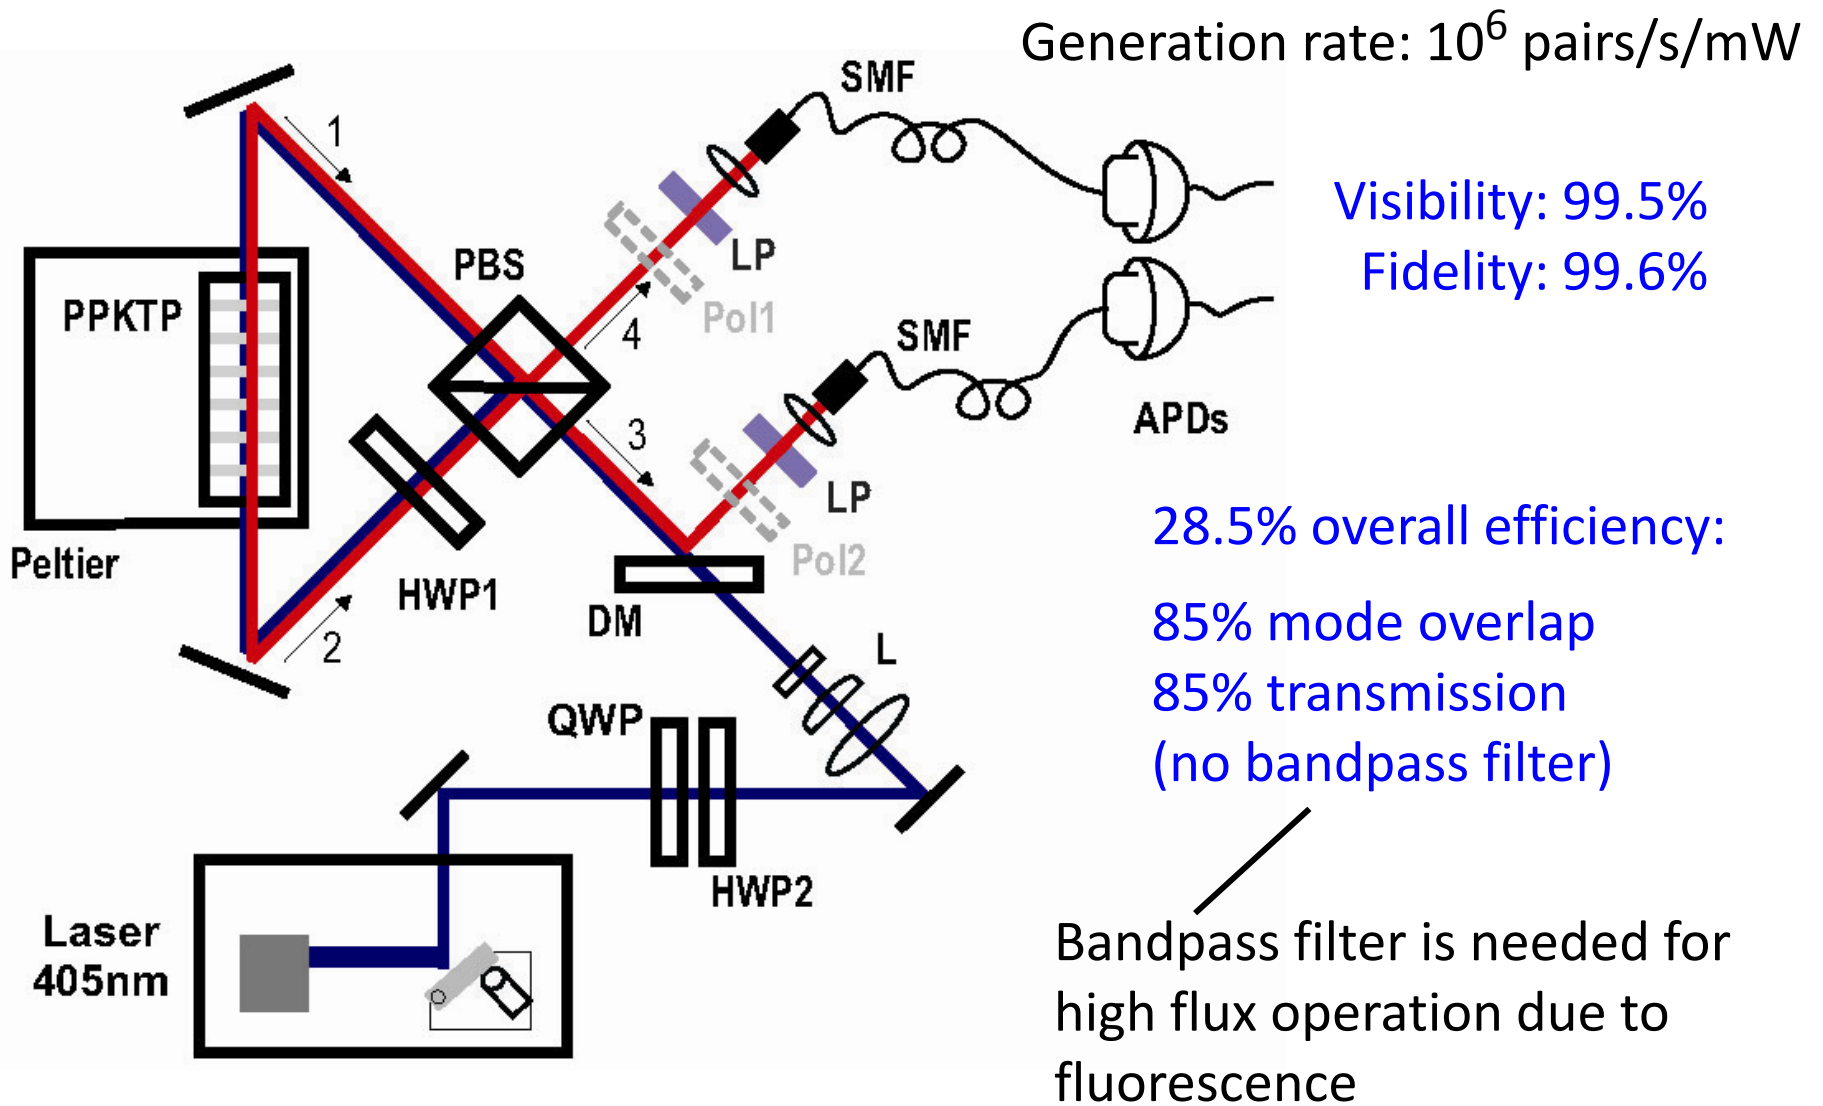 Generation rate: 10⁶ pairs/s/mW
SMF
1
Visibility: 99.5%
LP
PBS
Fidelity: 99.6%
PPKTP
Pol1
4
SMF
APDs
3
LP
28.5% overall efficiency:
Peltier
Pol2
HWP1
DM
85% mode overlap
2
L
85% transmission
QWP
(no bandpass filter)
HWP2
Laser
405nm
Bandpass filter is needed for
high flux operation due to
fluorescence